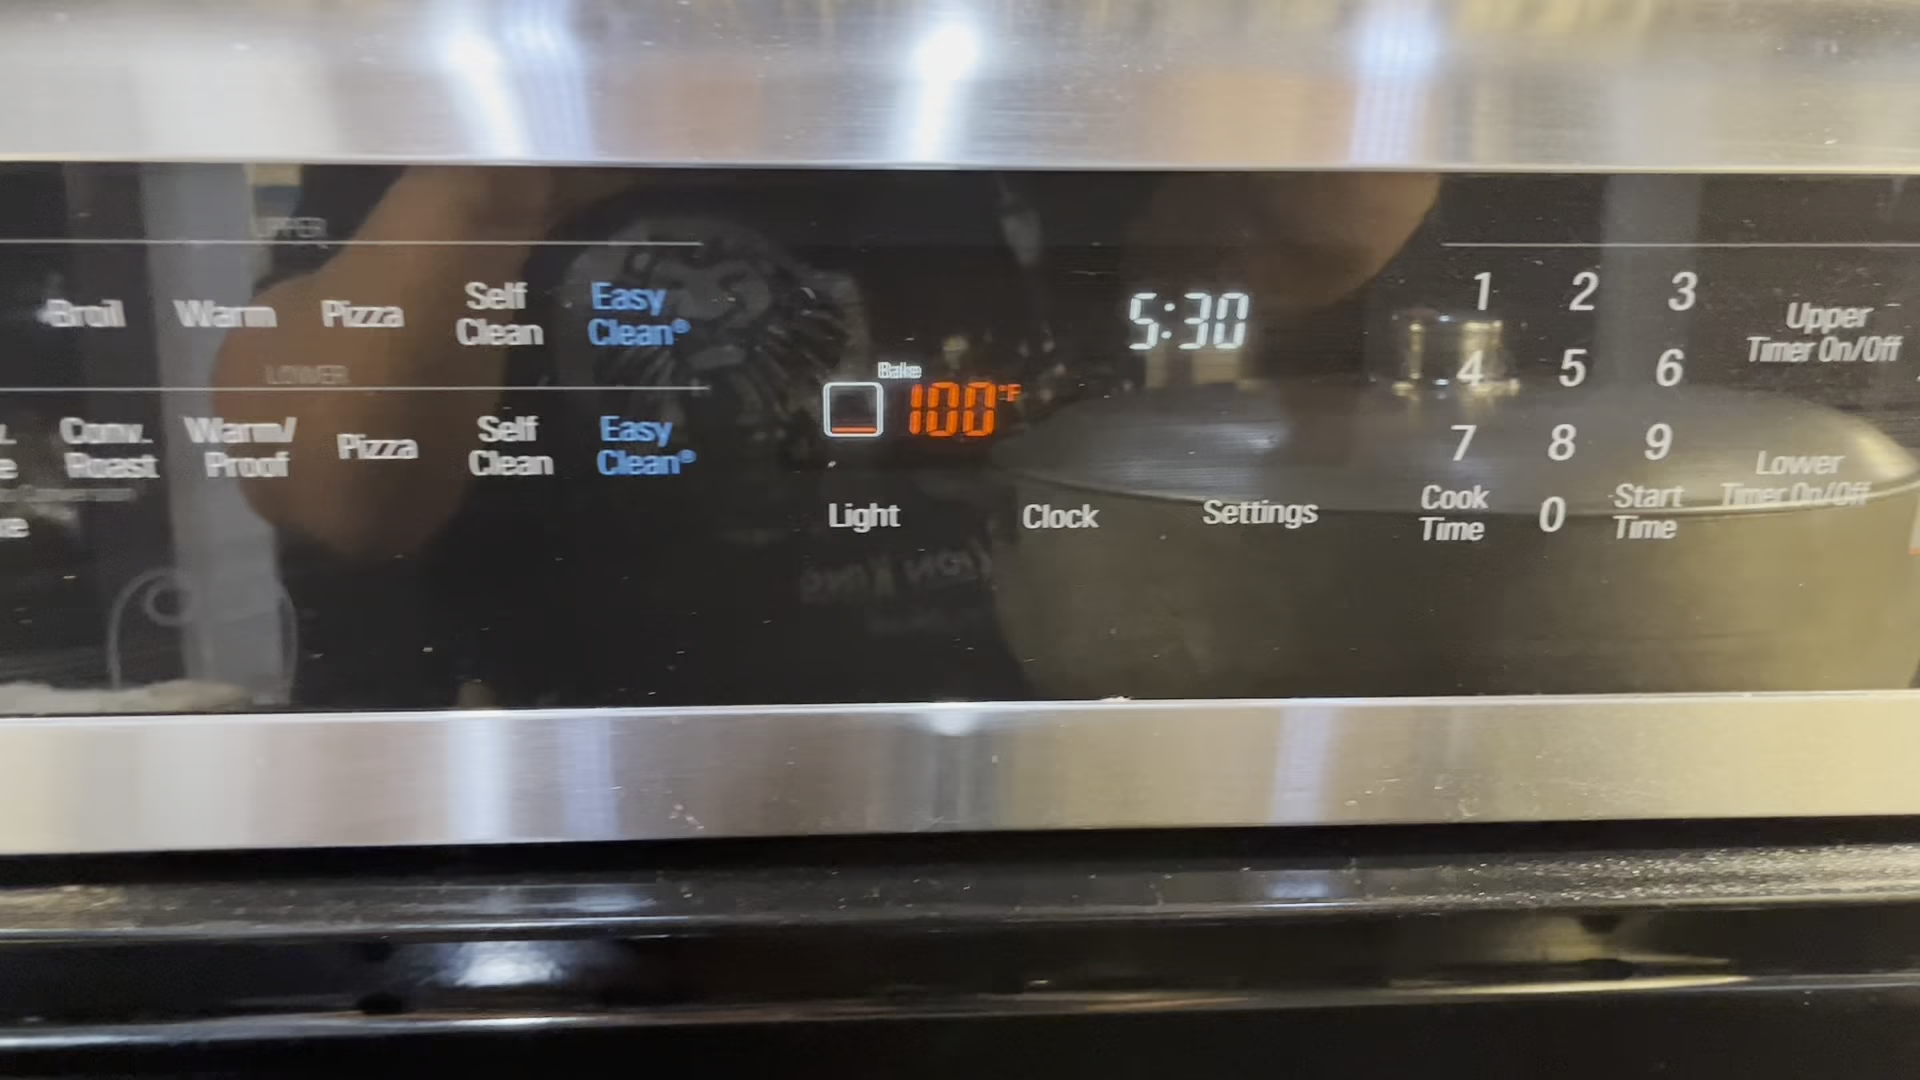 UPPER
Broil
Warm
Pizza
Self
Clean
Easy
Clean®
LOWER
Conv.
Roast
Warm/
Proof
Pizza
Self
Clean
Easy
Clean®
Bake
100°F
5:30
Light
Clock
Settings
1 2 3
4 5 6
7 8 9
Cook
Time
0
Start
Time
Upper
Timer On/Off
Lower
Timer On/Off